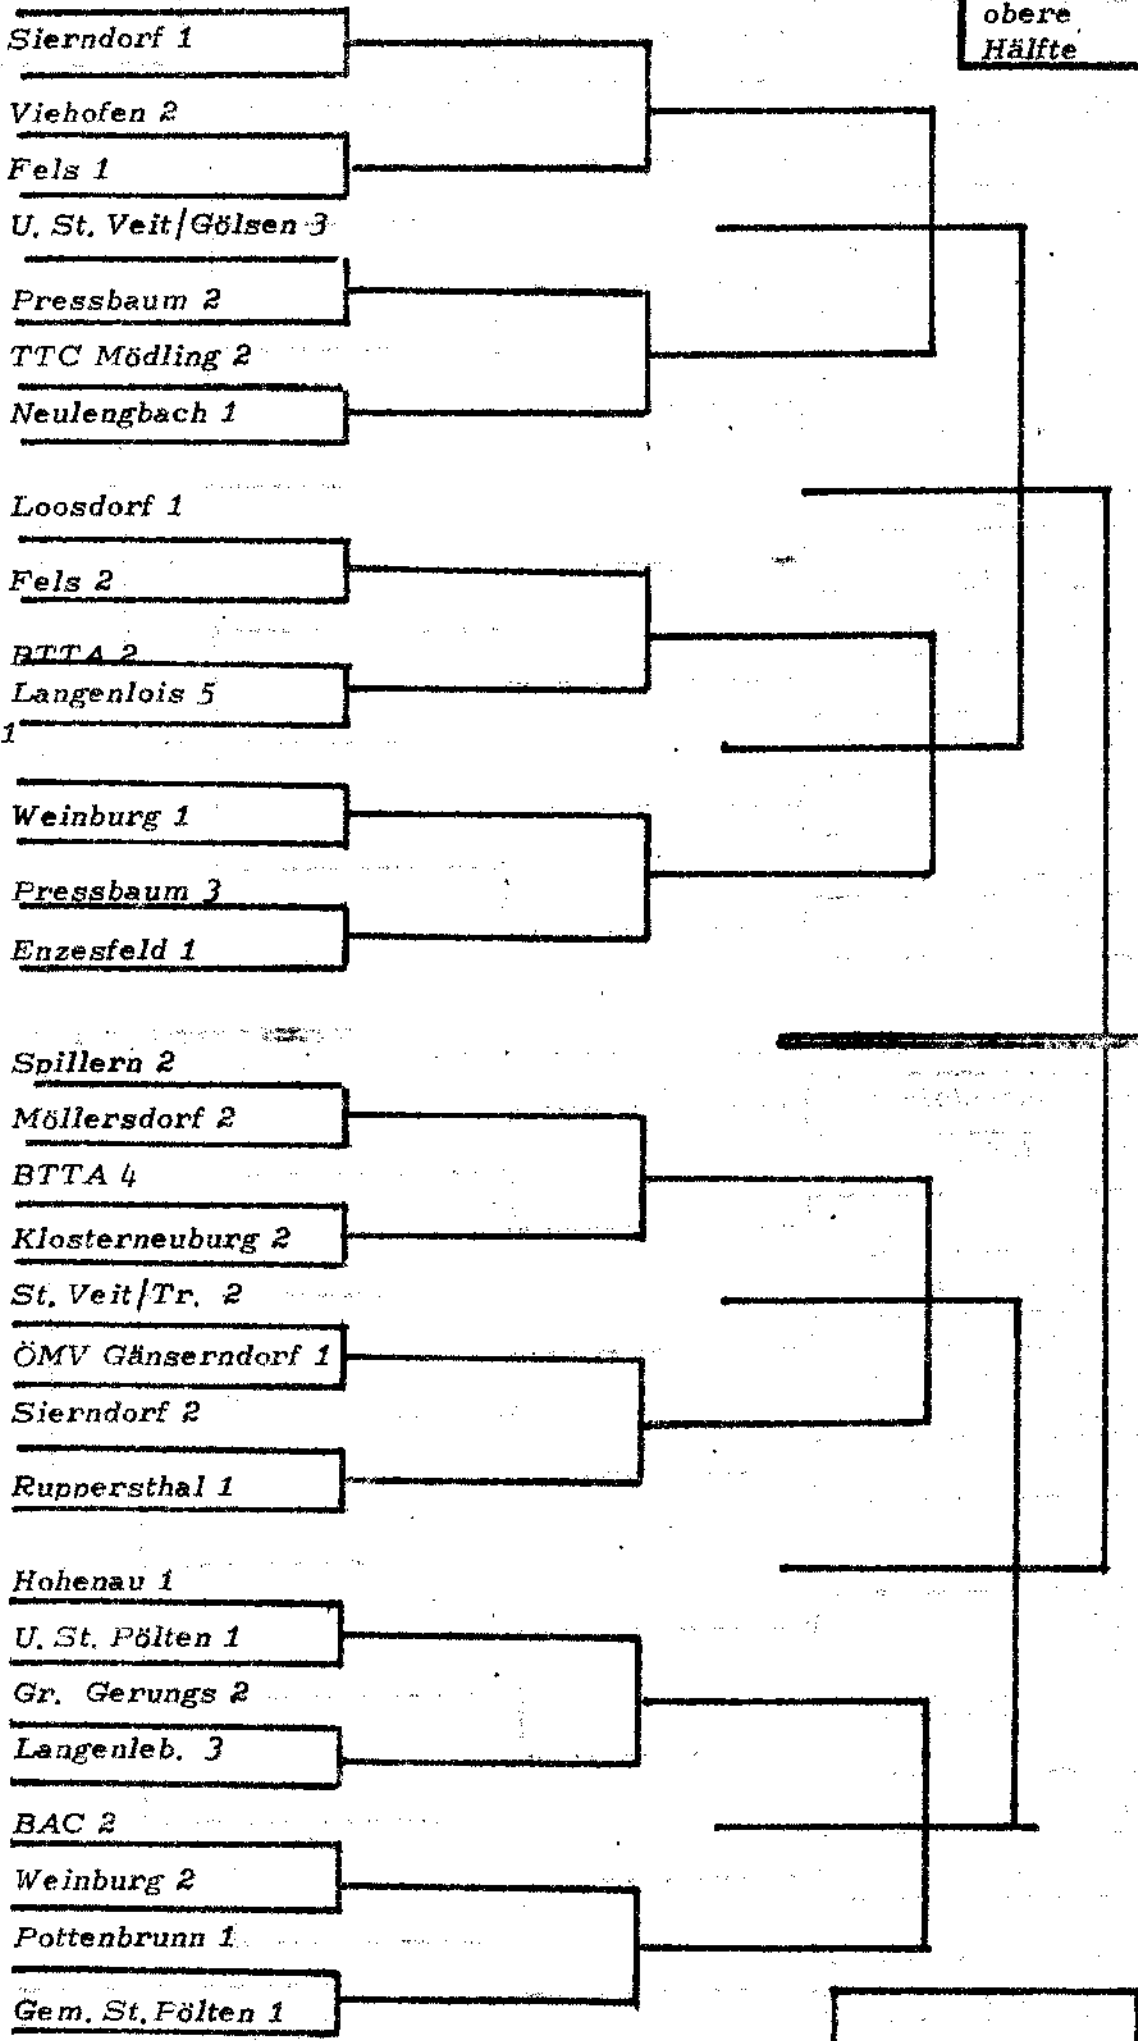 obere
Hälfte
Sierndorf 1
Viehofen 2
Fels 1
U. St. Veit/Gölsen 3
Pressbaum 2
TTC Mödling 2
Neulengbach 1
Loosdorf 1
Fels 2
BTTA 2
Langenlois 5
1
Weinburg 1
Pressbaum 3
Enzesfeld 1
Spillern 2
Möllersdorf 2
BTTA 4
Klosterneuburg 2
St. Veit/Tr. 2
ÖMV Gänserndorf 1
Sierndorf 2
Ruppersthal 1
Hohenau 1
U. St. Pölten 1
Gr. Gerungs 2
Langenleb. 3
BAC 2
Weinburg 2
Pottenbrunn 1
Gem. St. Pölten 1